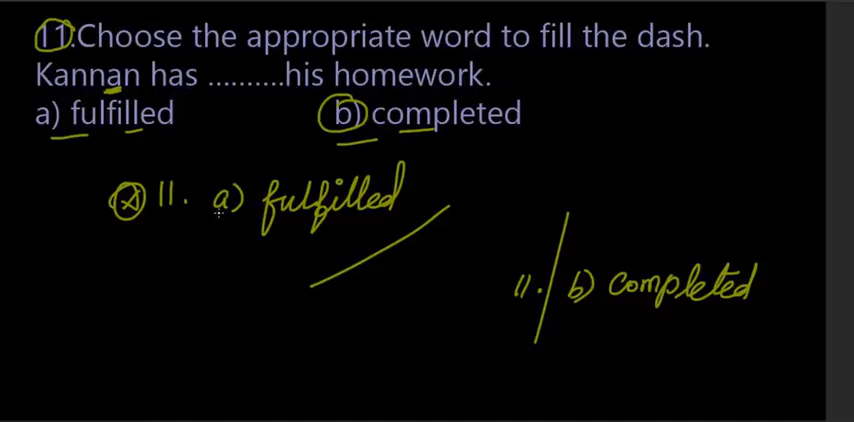 11.Choose the appropriate word to fill the dash.
Kannan has ..........his homework.
a) fulfilled b) completed
11. a) fulfilled
11. b) completed